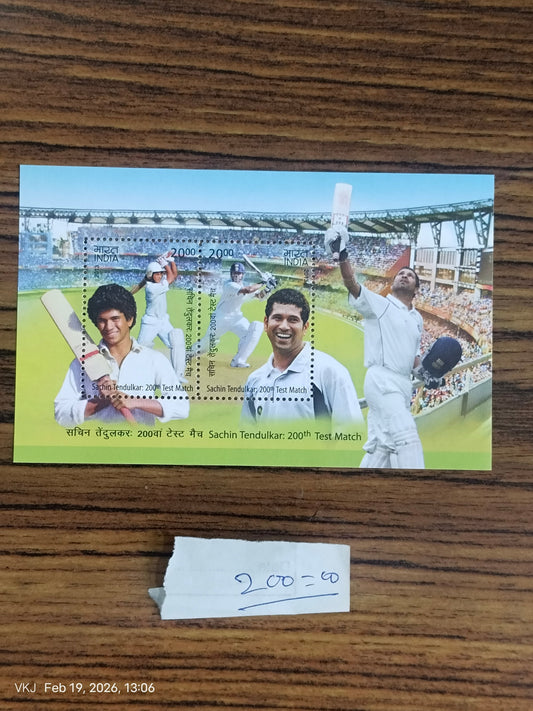 भारत 2000
INDIA
2000 भारत
INDIA
सचिन तेंदुलकर: 200वां टेस्ट मैच
Sachin Tendulkar: 200th Test Match
सचिन तेंदुलकर: 200वां टेस्ट मैच
Sachin Tendulkar: 200th Test Match
सचिन तेंदुलकर: 200वां टेस्ट मैच Sachin Tendulkar: 200th Test Match
200=00
VKJ Feb 19, 2026, 13:06